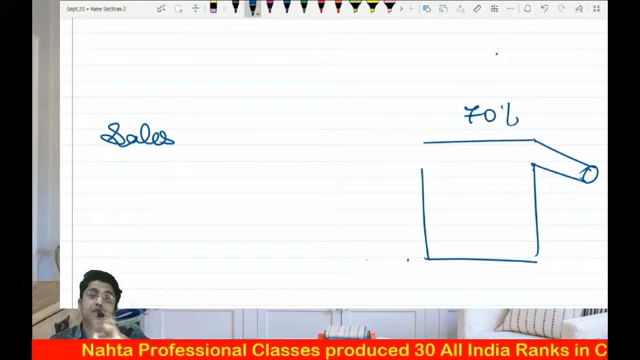 Sept.20 • New Section 2
70%
Sales
Nahta Professional Classes produced 30 All India Ranks in C